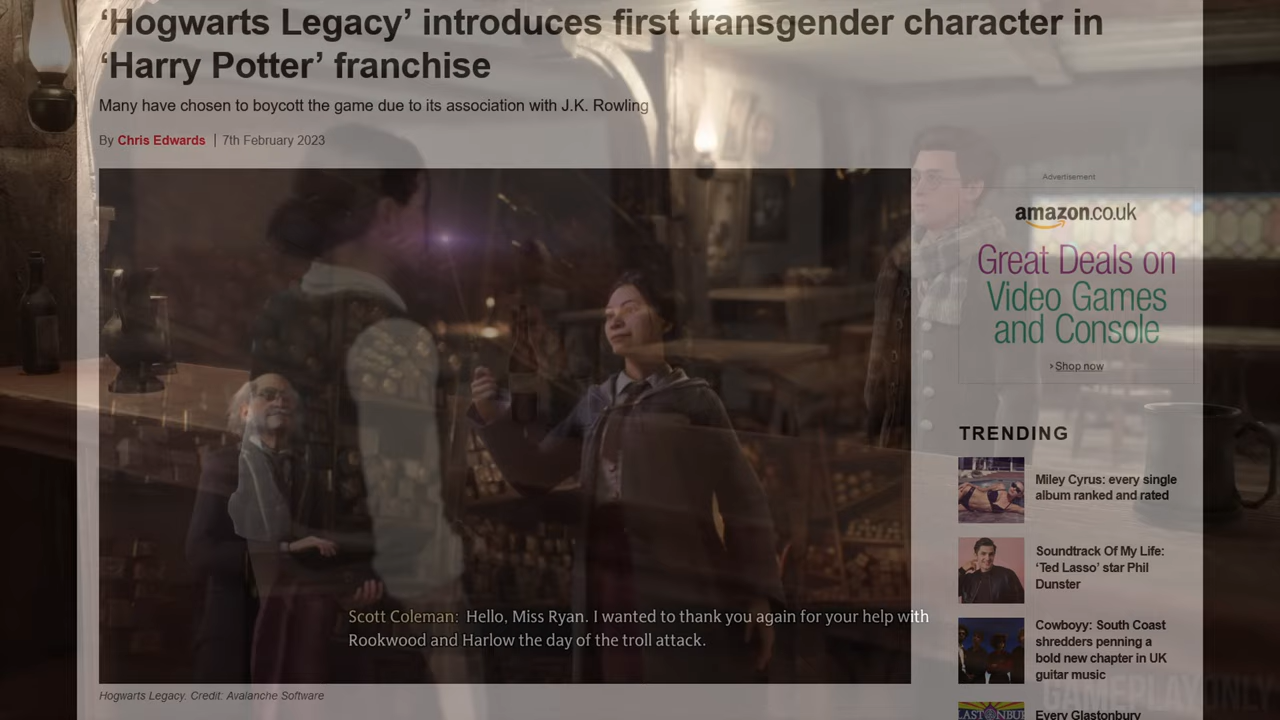 ‘Hogwarts Legacy’ introduces first transgender character in
‘Harry Potter’ franchise
Many have chosen to boycott the game due to its association with J.K. Rowling
By Chris Edwards | 7th February 2023
Advertisement
amazon.co.uk
Great Deals on
Video Games
and Console
› Shop now
TRENDING
Miley Cyrus: every single
album ranked and rated
Soundtrack Of My Life:
‘Ted Lasso’ star Phil
Dunster
Cowboyy: South Coast
shredders penning a
bold new chapter in UK
guitar music
Every Glastonbury
Scott Coleman: Hello, Miss Ryan. I wanted to thank you again for your help with
Rookwood and Harlow the day of the troll attack.
Hogwarts Legacy. Credit: Avalanche Software
GAMEPLAYONLY